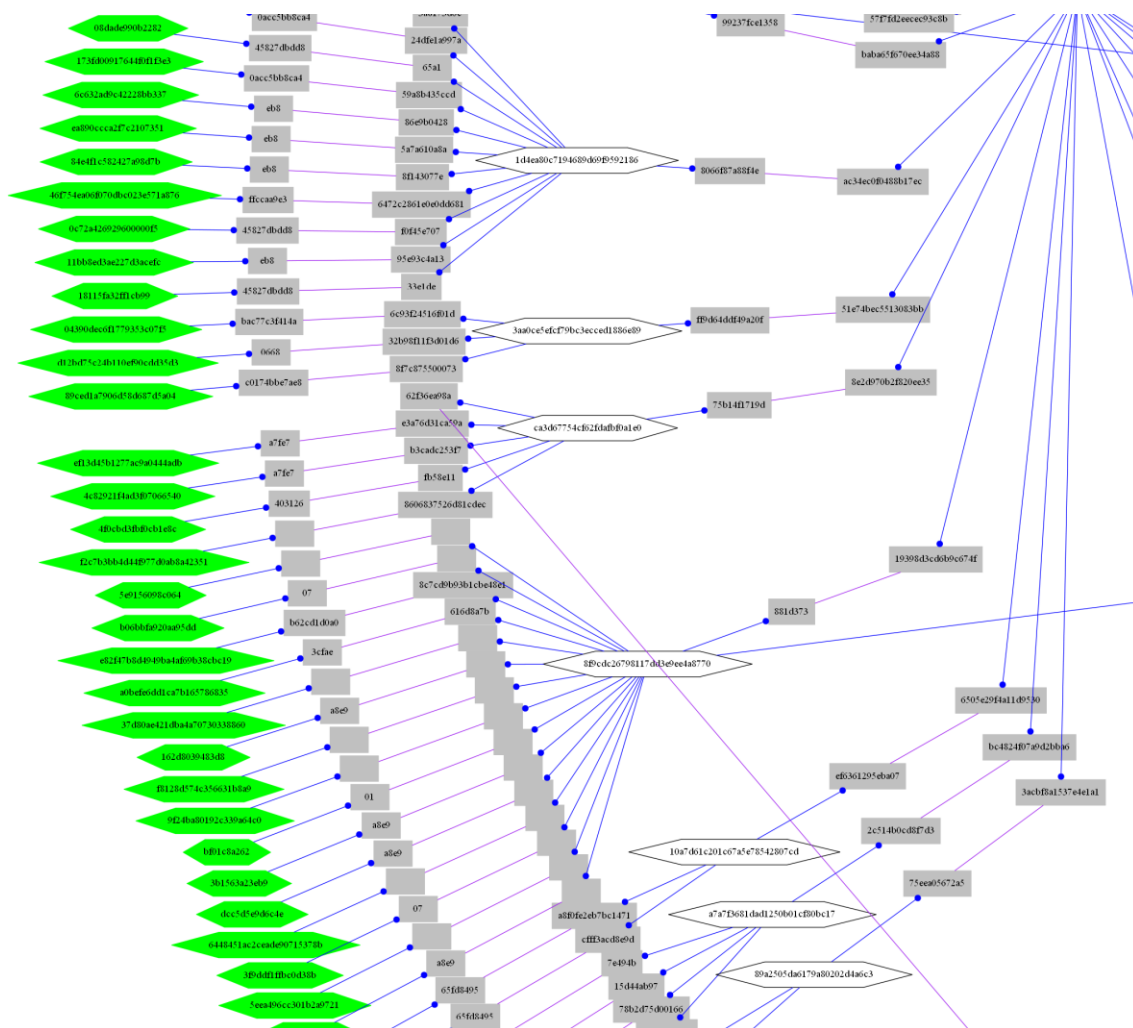 0acc5bb8ca4
08dade990b2282
24dfe1a997a
99237fce1358
57f7fd2eecec93c8b
45827dbdd8
baba65f670ee34a88
173fd00917644f0f1f3e3
65a1
0acc5bb8ca4
59a8b435ccd
6c632ad9c42228bb337
eb8
86e9b0428
ea890ccca2f7c2107351
eb8
5a7a610a8a
1d4ea80c7194689d69f9592186
84e4f1c582427a98d7b
eb8
8f143077e
8066f87a88f4e
ac34ec0f0488b17ec
46f754ea06f070dbc023e571a876
ffccaa9e3
6472c2861e0e0dd681
0c72a426929600000f5
45827dbdd8
f0f45e707
11bb8ed3ae227d3acefc
eb8
95e93c4a13
18115fa32ff1cb99
45827dbdd8
33e1de
51e74bec5513083bb
6c93f24516f01d
ff9d64ddf49a20f
04390dec6f1779353c07f5
bac77c3f414a
3aa0ce5efcf79bc3ecced1886e89
32b98f11f3d01d6
d12bd75c24b110ef90cdd35d3
0668
8f7c875500073
8e2d970b2f820ee35
89ced1a7906d58d687d5a04
c0174bbe7ae8
62f36ea98a
75b14f1719d
e3a76d31ca59a
ca3d67754cf62fdafbf0a1e0
a7fe7
b3cadc253f7
ef13d45b1277ac9a0444adb
a7fe7
fb58e11
4c82921f4ad3f07066540
403126
8606837526d81cdec
4f0cbd3fbf0cb1e8c
f2c7b3bb4d44f977d0ab8a42351
19398d3cd6b9c674f
5e9156098c064
07
8c7cd9b93b1cbe48e1
b06bbfa920aa95dd
b62cd1d0a0
616d8a7b
881d373
e82f47b8d4949ba4af69b38cbc19
3cfae
8f9cdc26798117dd3e9ee4a8770
a0befe6dd1ca7b165786835
37d80ae421dba4a70730338860
a8e9
6505e29f4a11d9530
162d8039483d8
bc4824f07a9d2bba6
f8128d574c356631b8a9
ef6361295eba07
3acbf8a1537e4e1a1
9f24ba80192c339a64c0
01
bf01c8a262
a8e9
2c514b0cd8f7d3
3b1563a23eb9
a8e9
10a7d61c201c67a5e78542807cd
75eea05672a5
dcc5d5e9d6c4e
07
a8f0fe2eb7bc1471
a7a7f3681dad1250b01cf80bc17
6448451ac2ceade90715378b
cfff3acd8e9d
3f9ddf1ffbc0d38b
a8e9
7e494b
89a2505da6179a80202d4a6c3
5eea496cc301b2a9721
65fd8495
15d44ab97
65fd8495
78b2d75d00166